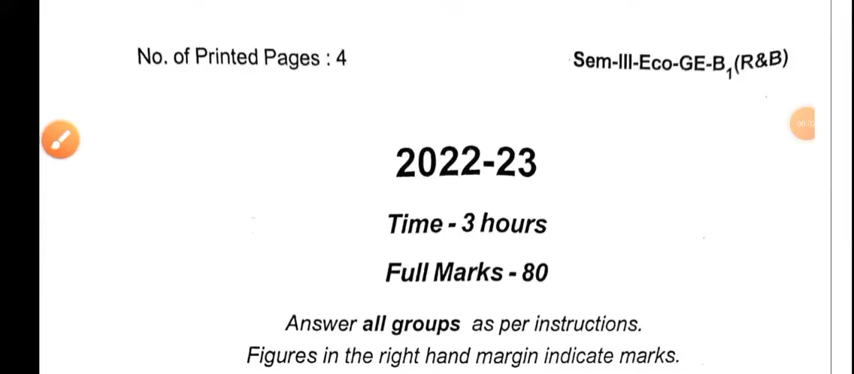 No. of Printed Pages : 4
Sem-III-Eco-GE-B₁(R&B)
2022-23
Time - 3 hours
Full Marks - 80
Answer all groups as per instructions.
Figures in the right hand margin indicate marks.